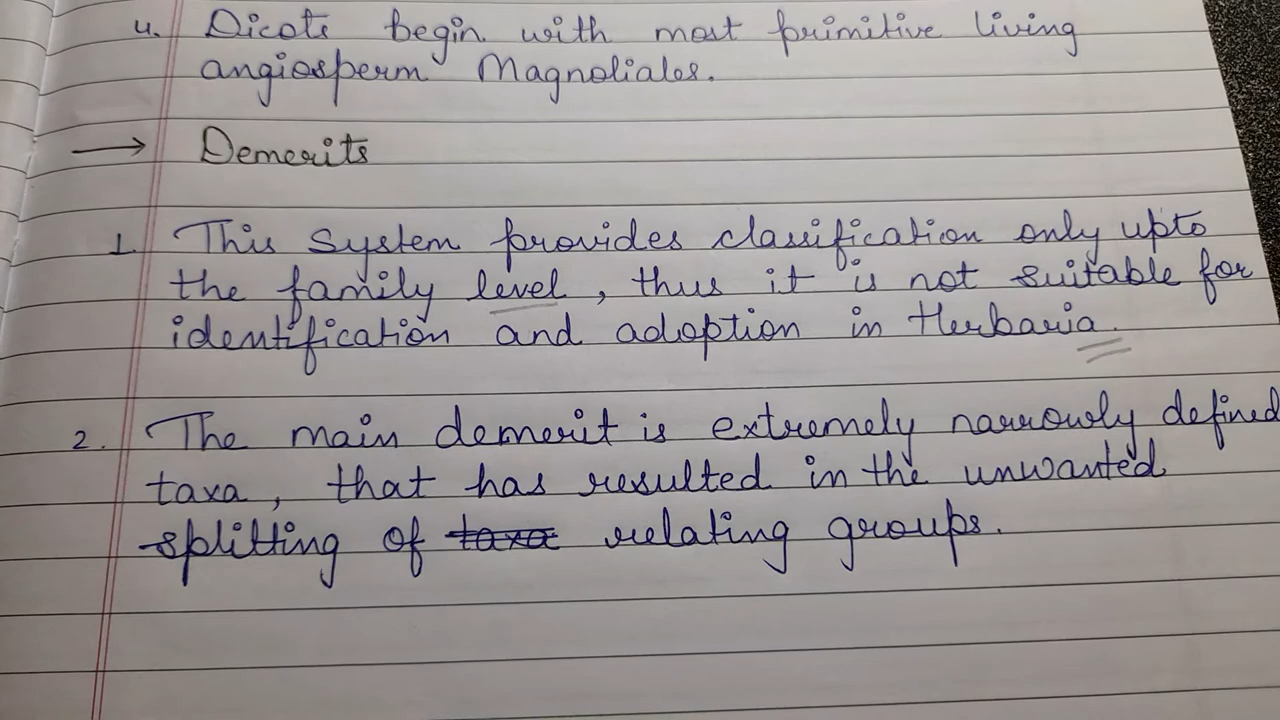 4. Dicots begin with most primitive living
angiosperm Magnoliales.
→ Demerits
1. This System provides classification only upto
the family level, thus it is not suitable for
identification and adoption in Herbaria.
2. The main demerit is extremely narrowly defined
taxa, that has resulted in the unwanted
splitting of taxa relating groups.